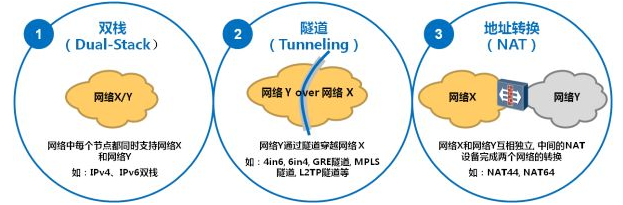 1
双栈
（Dual-Stack）
网络X/Y
网络中每个节点都同时支持网络X
和网络Y
如：IPv4、IPv6双栈
2
隧道
（Tunneling）
网络 Y over 网络 X
网络Y通过隧道穿越网络 X
如：4in6, 6in4, GRE隧道, MPLS
隧道, L2TP隧道等
3
地址转换
（NAT）
网络X
网络Y
网络X和网络Y互相独立, 中间的NAT
设备完成两个网络的转换
如：NAT44, NAT64